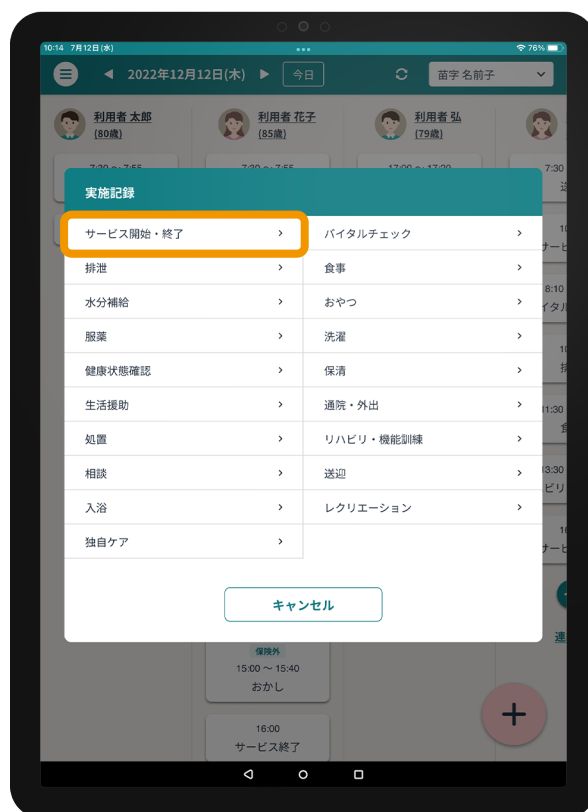 10:14 7月12日(水)
76%
2022年12月12日(木)
今日
苗字 名前子
利用者 太郎
(80歳)
利用者 花子
(85歳)
利用者 弘
(79歳)
7:30
実施記録
サービス開始・終了
バイタルチェック
排泄
食事
水分補給
おやつ
8:10
服薬
洗濯
健康状態確認
保清
生活援助
通院・外出
11:30
処置
リハビリ・機能訓練
相談
送迎
13:30
入浴
レクリエーション
独自ケア
キャンセル
保険外
15:00 ～ 15:40
おかし
16:00
サービス終了